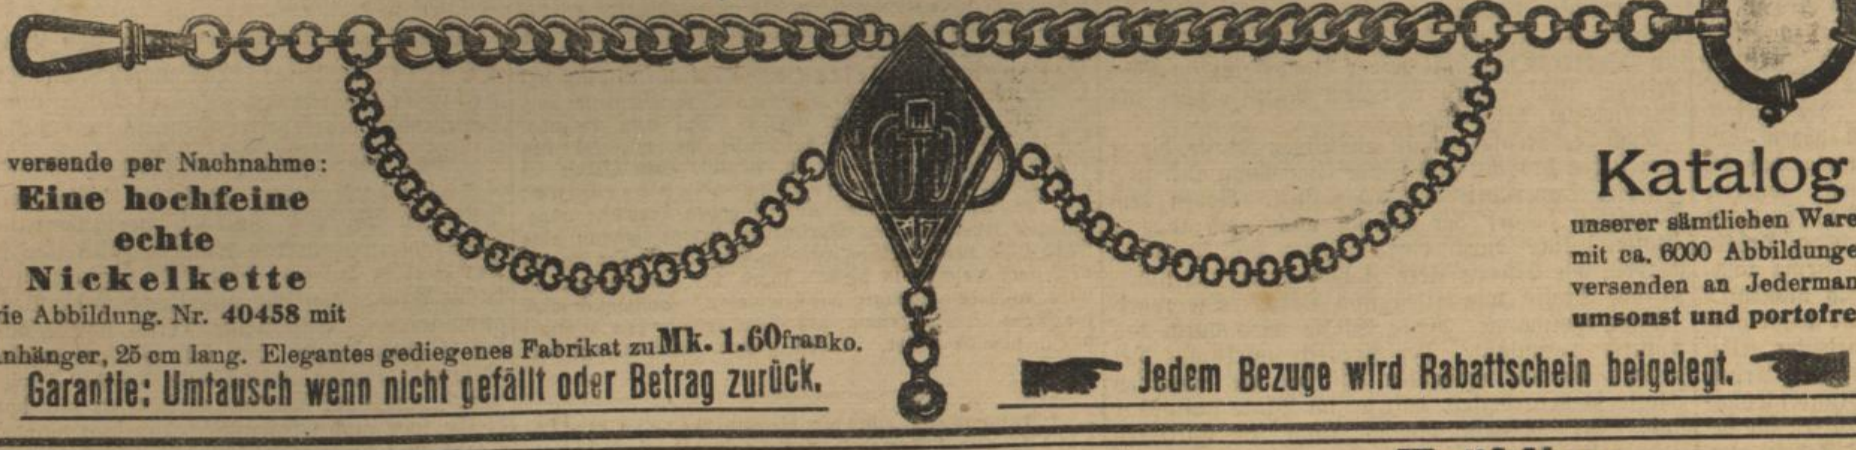 versende per Nachnahme:
Eine hochfeine
echte
Nickelkette
ie Abbildung. Nr. 40458 mit
nhänger, 25 cm lang. Elegantes gediegenes Fabrikat zu Mk. 1.60 franko.
Garantie: Umtausch wenn nicht gefällt oder Betrag zurück.
Katalog
unserer sämtlichen Ware
mit ca. 6000 Abbildunge
versenden an Jederman
umsonst und portofre
Jedem Bezuge wird Rabattschein beigelegt.